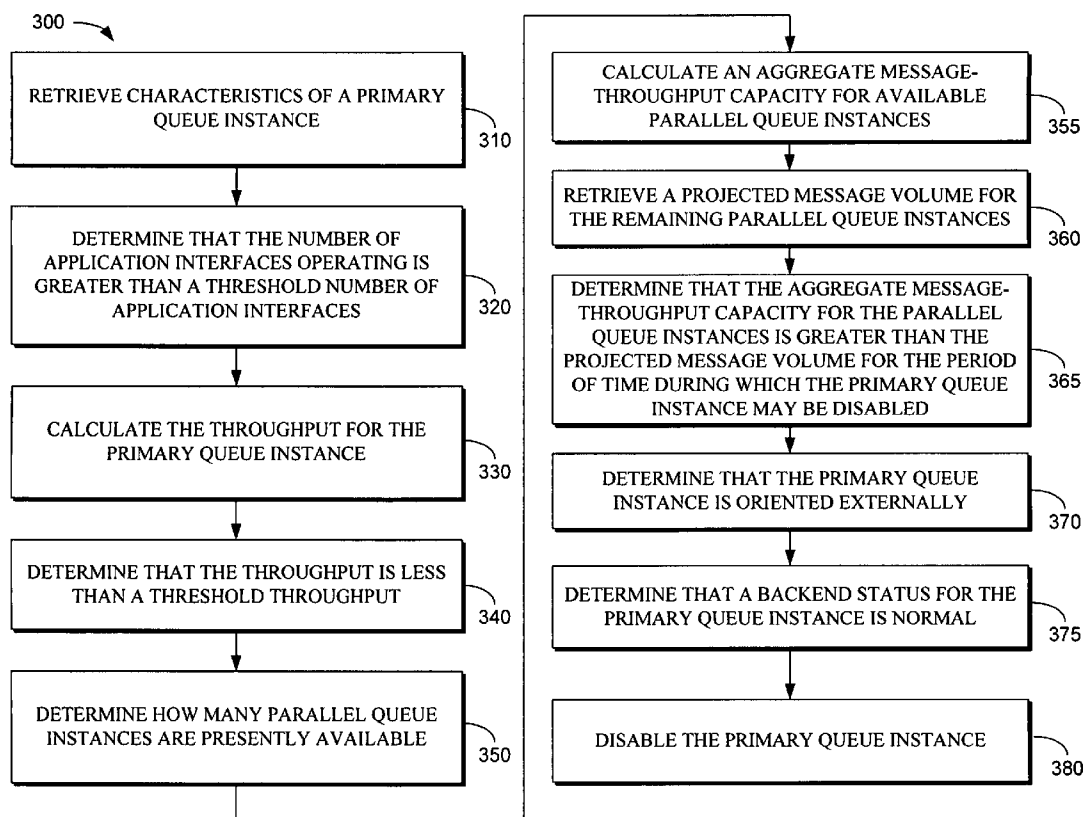 300
RETRIEVE CHARACTERISTICS OF A PRIMARY
QUEUE INSTANCE
310
DETERMINE THAT THE NUMBER OF
APPLICATION INTERFACES OPERATING IS
GREATER THAN A THRESHOLD NUMBER OF
APPLICATION INTERFACES
320
CALCULATE THE THROUGHPUT FOR THE
PRIMARY QUEUE INSTANCE
330
DETERMINE THAT THE THROUGHPUT IS LESS
THAN A THRESHOLD THROUGHPUT
340
DETERMINE HOW MANY PARALLEL QUEUE
INSTANCES ARE PRESENTLY AVAILABLE
350
CALCULATE AN AGGREGATE MESSAGE-
THROUGHPUT CAPACITY FOR AVAILABLE
PARALLEL QUEUE INSTANCES
355
RETRIEVE A PROJECTED MESSAGE VOLUME FOR
THE REMAINING PARALLEL QUEUE INSTANCES
360
DETERMINE THAT THE AGGREGATE MESSAGE-
THROUGHPUT CAPACITY FOR THE PARALLEL
QUEUE INSTANCES IS GREATER THAN THE
PROJECTED MESSAGE VOLUME FOR THE PERIOD
OF TIME DURING WHICH THE PRIMARY QUEUE
INSTANCE MAY BE DISABLED
365
DETERMINE THAT THE PRIMARY QUEUE
INSTANCE IS ORIENTED EXTERNALLY
370
DETERMINE THAT A BACKEND STATUS FOR THE
PRIMARY QUEUE INSTANCE IS NORMAL
375
DISABLE THE PRIMARY QUEUE INSTANCE
380